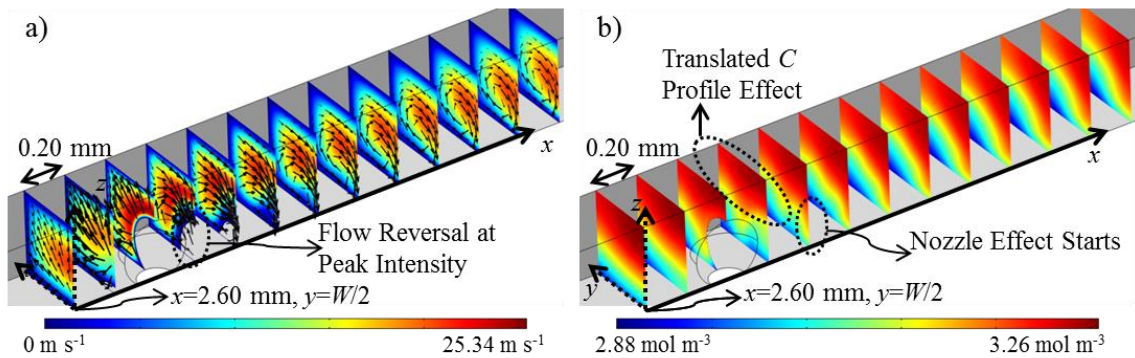 a)
0.20 mm
z
x
Flow Reversal at
Peak Intensity
x=2.60 mm, y=W/2
0 m s⁻¹
25.34 m s⁻¹
b)
Translated C
Profile Effect
0.20 mm
z
x
y
Nozzle Effect Starts
x=2.60 mm, y=W/2
2.88 mol m⁻³
3.26 mol m⁻³